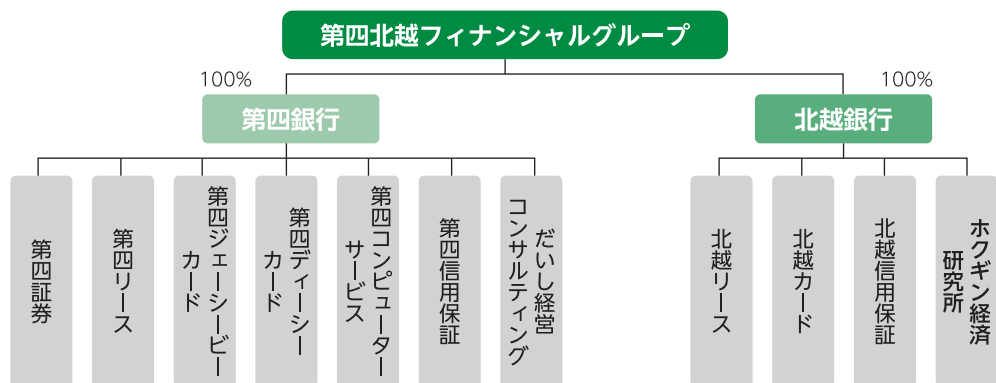 第四北越フィナンシャルグループ
100%
100%
第四銀行
北越銀行
第四証券
第四リース
第四ジェーシービー
カード
第四ディーシー
カード
第四コンピューター
サービス
第四信用保証
だいし経営
コンサルティング
北越リース
北越カード
北越信用保証
ホクギン経済
研究所